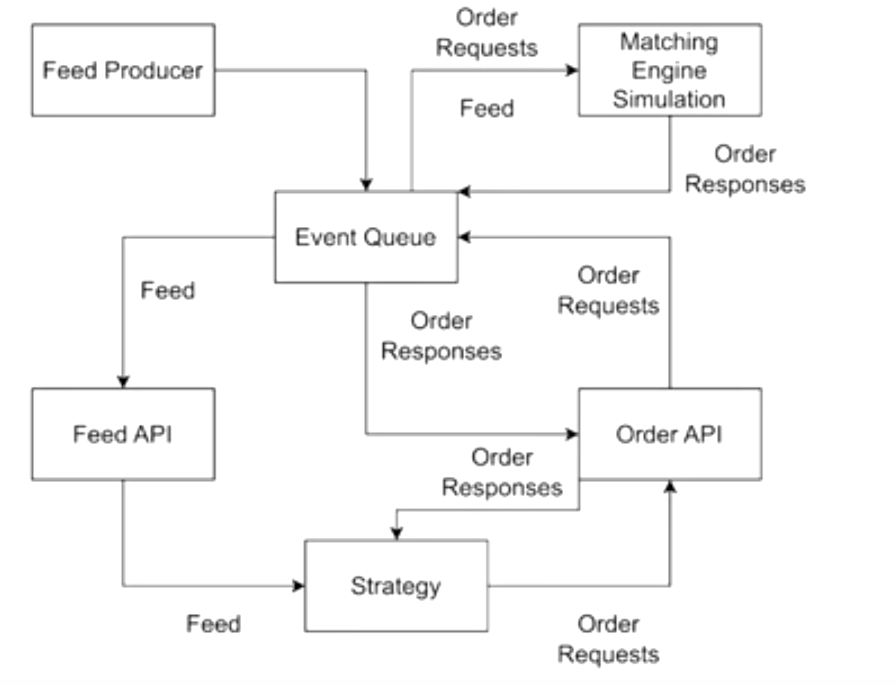 Order
Requests
Feed Producer
Matching
Engine
Simulation
Feed
Order
Responses
Event Queue
Feed
Order
Requests
Order
Responses
Feed API
Order API
Order
Responses
Strategy
Feed
Order
Requests